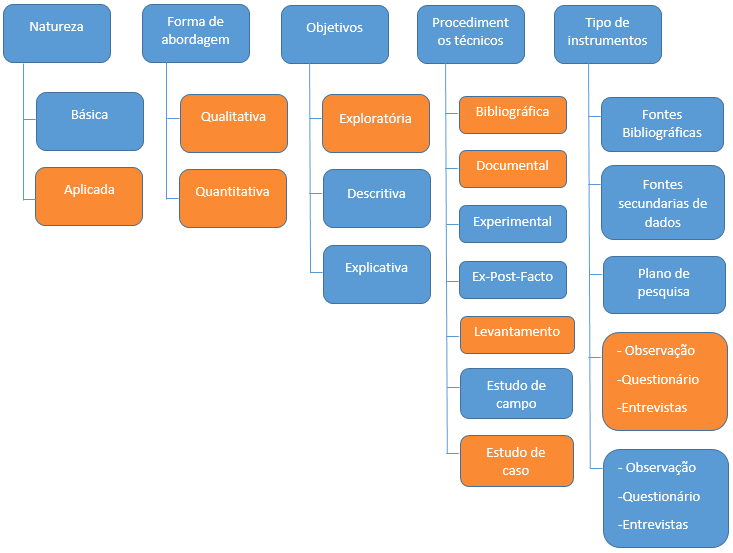 Natureza
Básica
Aplicada
Forma de
abordagem
Qualitativa
Quantitativa
Objetivos
Exploratória
Descritiva
Explicativa
Procediment
os técnicos
Bibliográfica
Documental
Experimental
Ex-Post-Facto
Levantamento
Estudo de
campo
Estudo de
caso
Tipo de
instrumentos
Fontes
Bibliográficas
Fontes
secundarias de
dados
Plano de
pesquisa
- Observação
-Questionário
-Entrevistas
- Observação
-Questionário
-Entrevistas